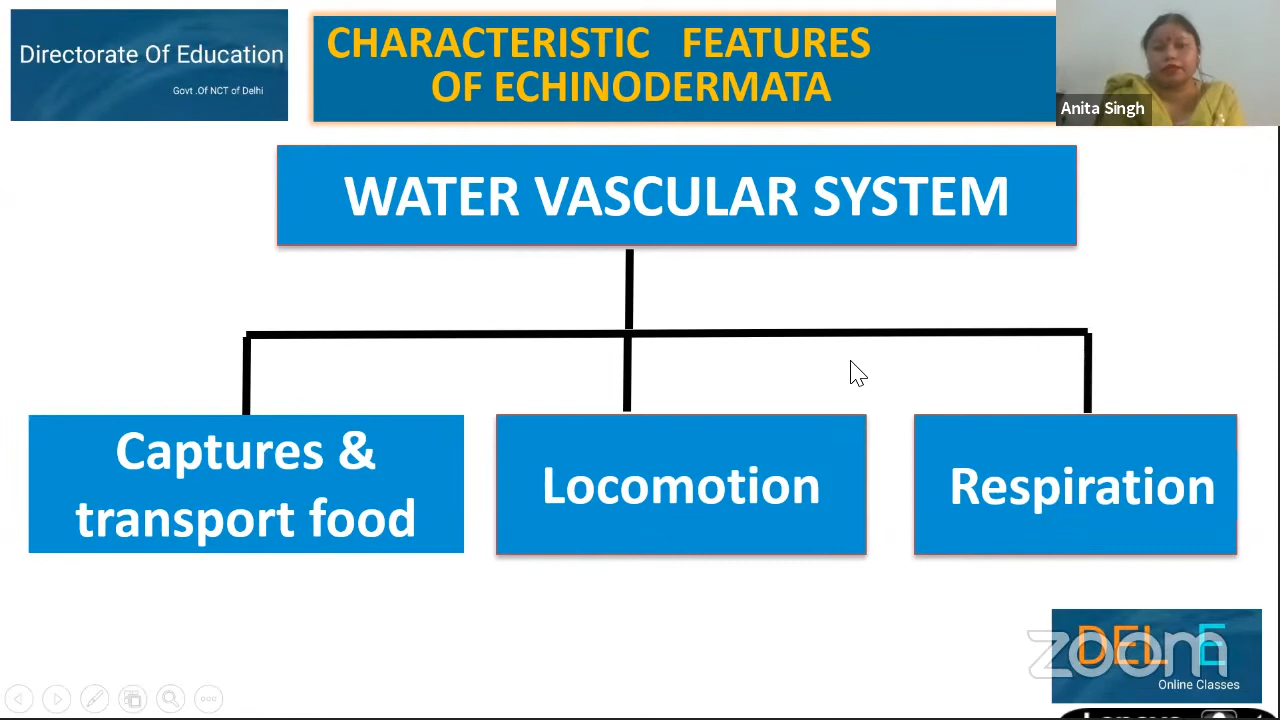 Directorate Of Education
Govt .Of NCT of Delhi
CHARACTERISTIC FEATURES
OF ECHINODERMATA
Anita Singh
WATER VASCULAR SYSTEM
Captures &
transport food
Locomotion
Respiration
zoom
Online Classes